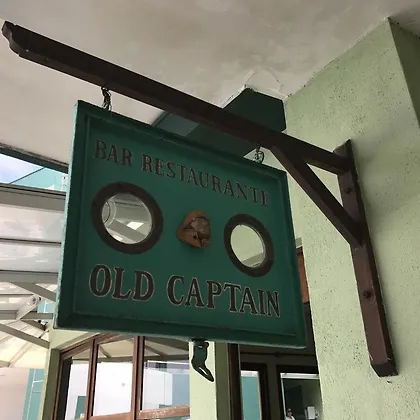 BAR RESTAURANTE
OLD CAPTAIN